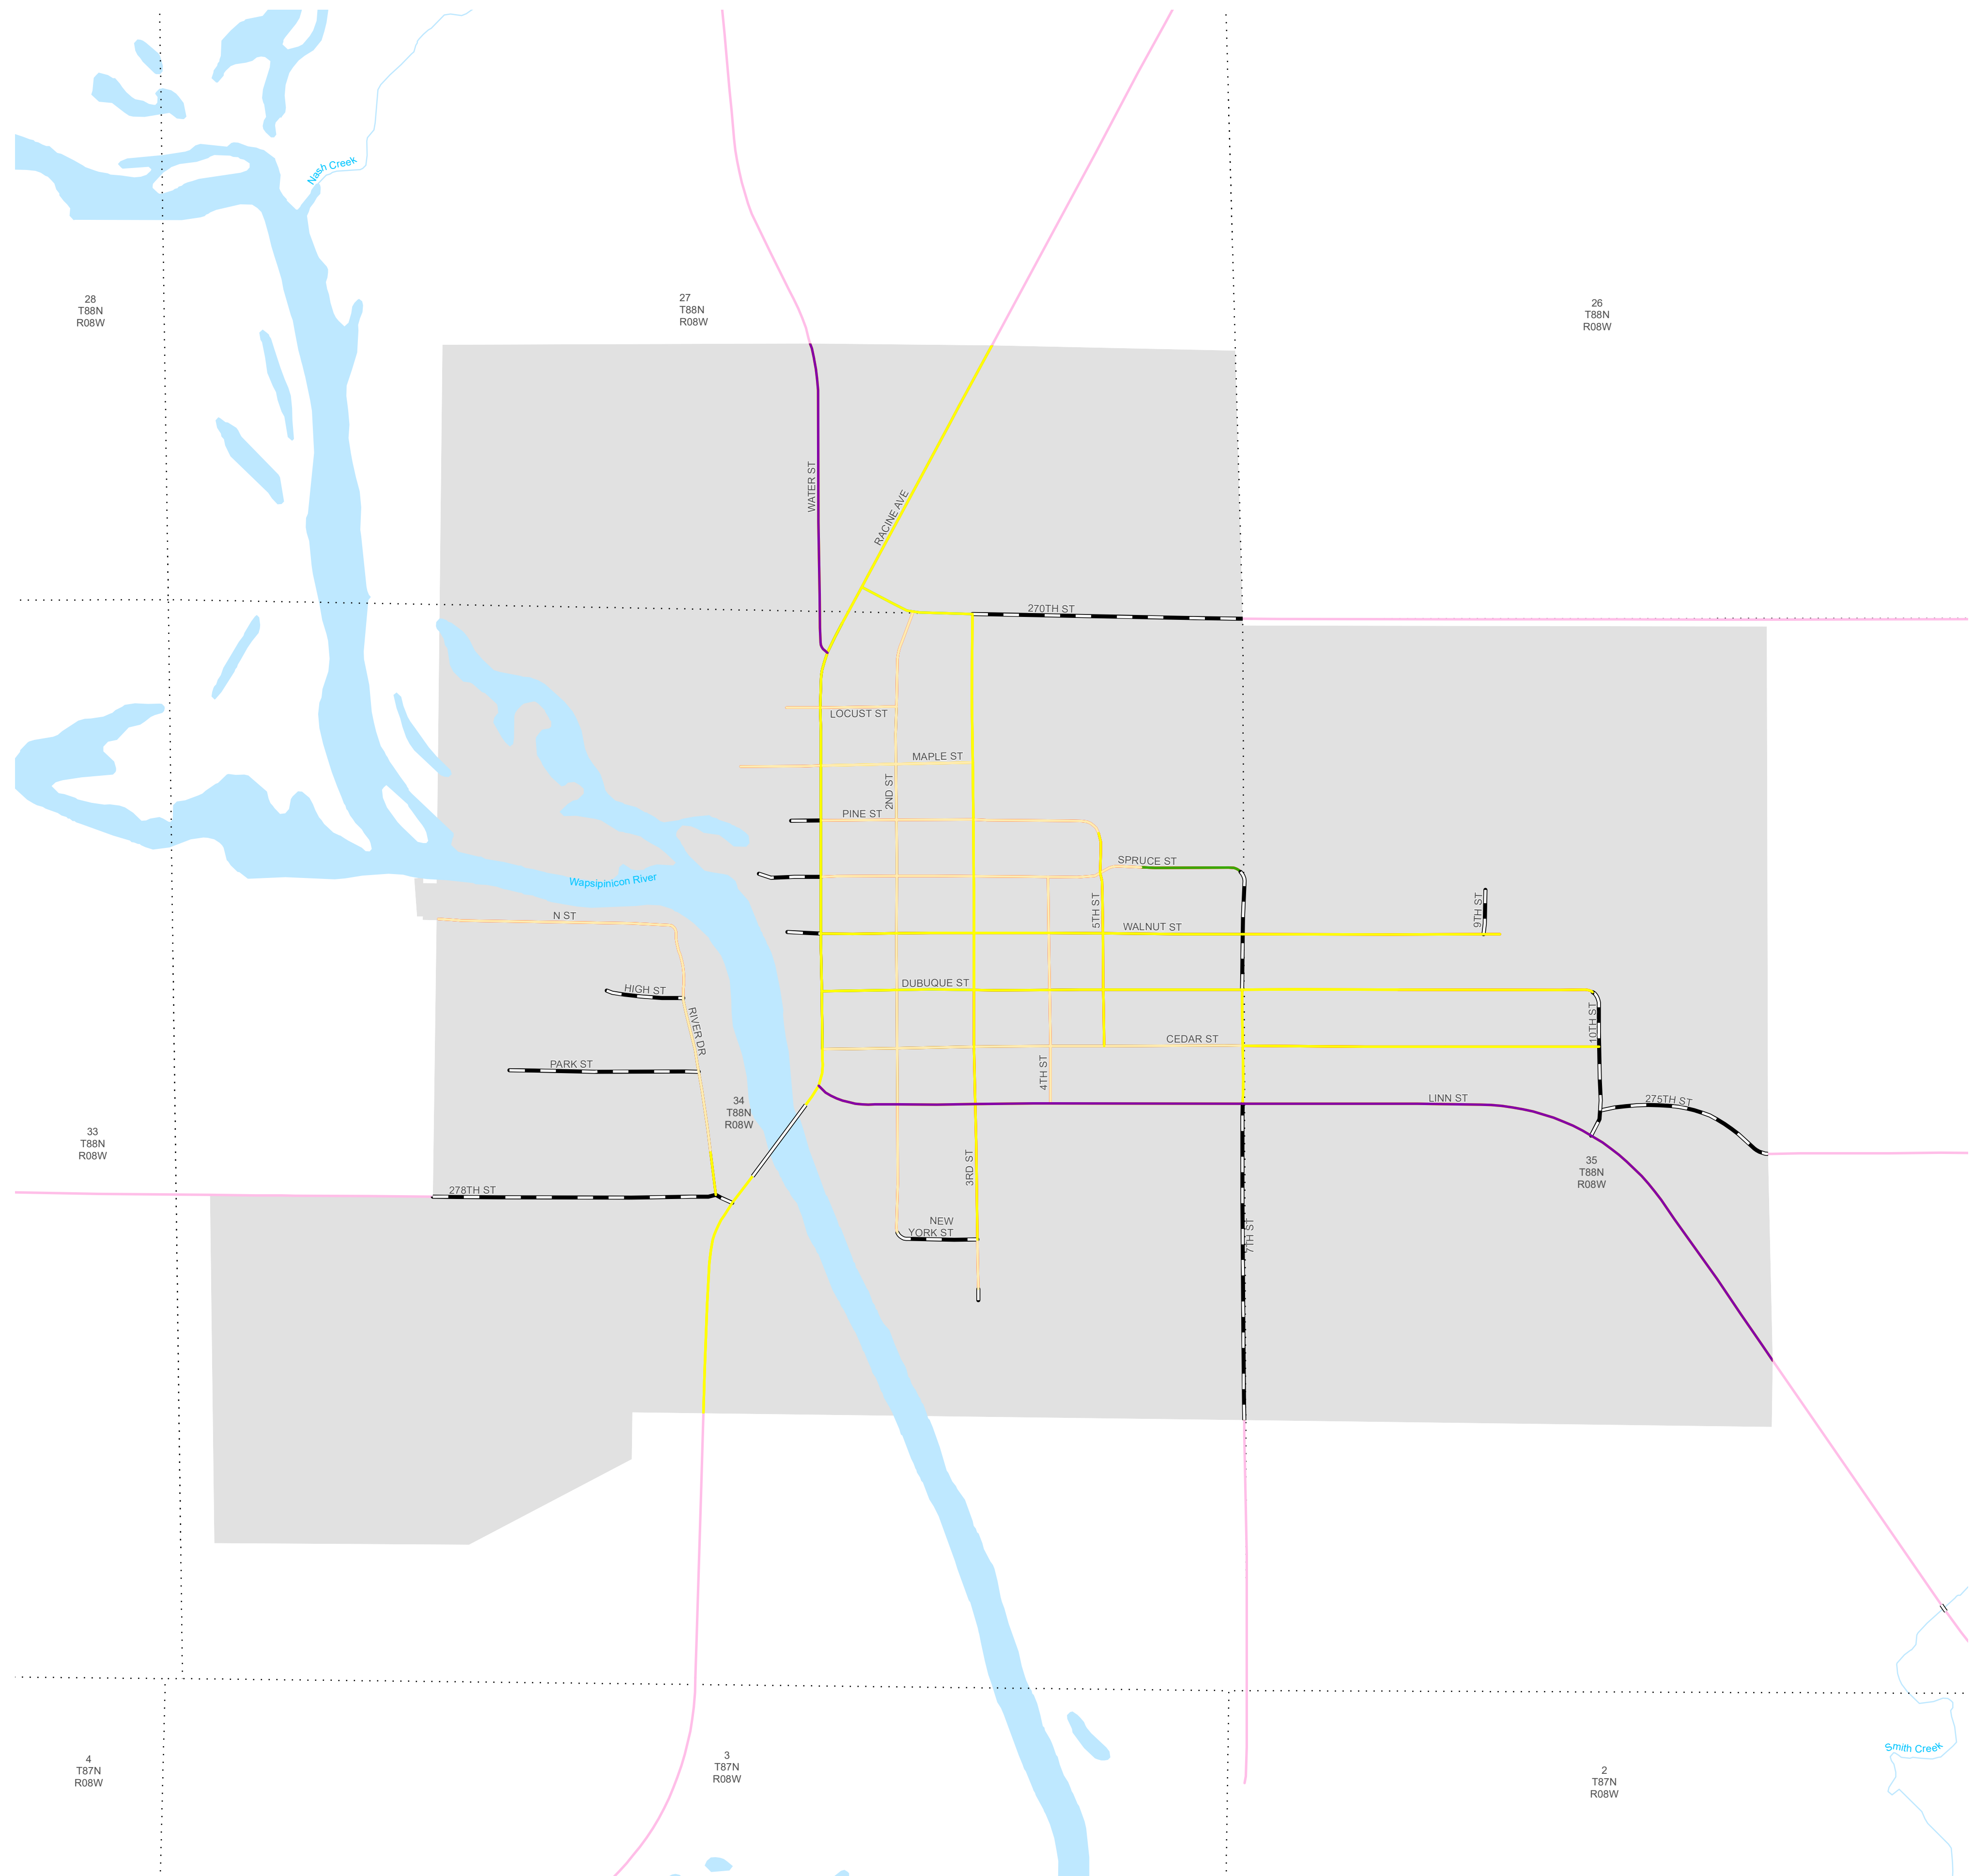 Nash Creek
28
T88N
R08W
27
T88N
R08W
26
T88N
R08W
WATER ST
RACINE AVE
270TH ST
LOCUST ST
MAPLE ST
2ND ST
PINE ST
SPRUCE ST
Wapsipinicon River
N ST
5TH ST
WALNUT ST
9TH ST
HIGH ST
DUBUQUE ST
RIVER DR
10TH ST
CEDAR ST
PARK ST
4TH ST
34
T88N
R08W
LINN ST
275TH ST
33
T88N
R08W
3RD ST
35
T88N
R08W
278TH ST
NEW
YORK ST
7TH ST
Smith Creek
4
T87N
R08W
3
T87N
R08W
2
T87N
R08W